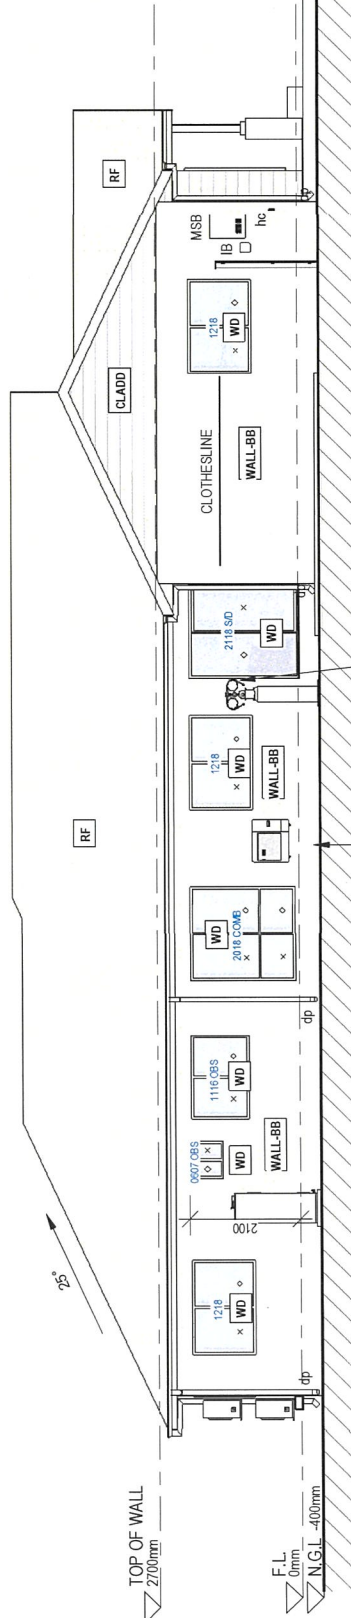 TOP OF WALL
2700mm
F.L.
0mm
N.G.L -400mm
25°
RF
RF
CLADD
1218
WD
dp
2100
0607 OBS
WD
1116 OBS
WD
WALL-BB
dp
WD
2018 COMB
1218
WD
WALL-BB
2118 S/D
WD
CLOTHESLINE
WALL-BB
1218
WD
MSB
IB
hc
dp